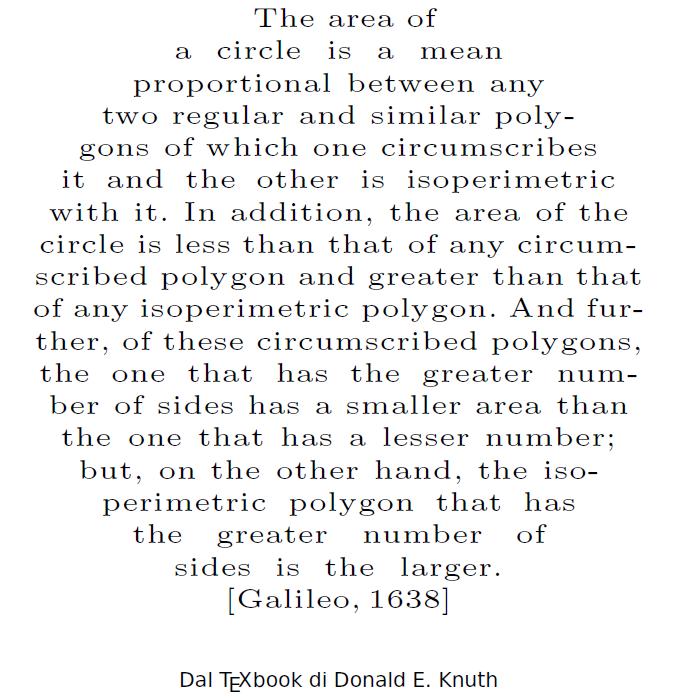 The area of
a circle is a mean
proportional between any
two regular and similar poly-
gons of which one circumscribes
it and the other is isoperimetric
with it. In addition, the area of the
circle is less than that of any circum-
scribed polygon and greater than that
of any isoperimetric polygon. And fur-
ther, of these circumscribed polygons,
the one that has the greater num-
ber of sides has a smaller area than
the one that has a lesser number;
but, on the other hand, the iso-
perimetric polygon that has
the greater number of
sides is the larger.
[Galileo, 1638]
Dal TEXbook di Donald E. Knuth